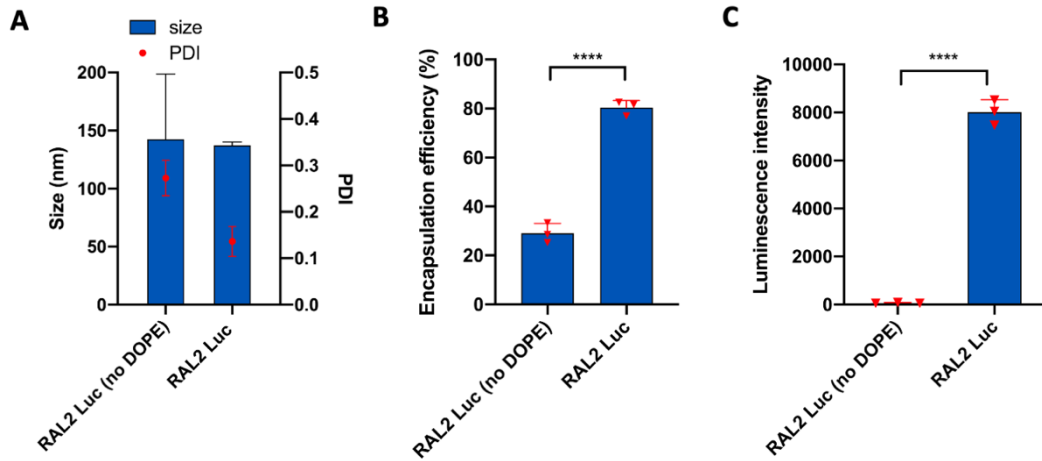 A
size
PDI
Size (nm)
200
150
100
50
0
0.5
0.4
0.3
0.2
0.1
0.0
PDI
RAL2 Luc (no DOPE)
RAL2 Luc
B
****
Encapsulation efficiency (%)
100
80
60
40
20
0
RAL2 Luc (no DOPE)
RAL2 Luc
C
****
Luminescence intensity
10000
8000
6000
4000
2000
0
RAL2 Luc (no DOPE)
RAL2 Luc